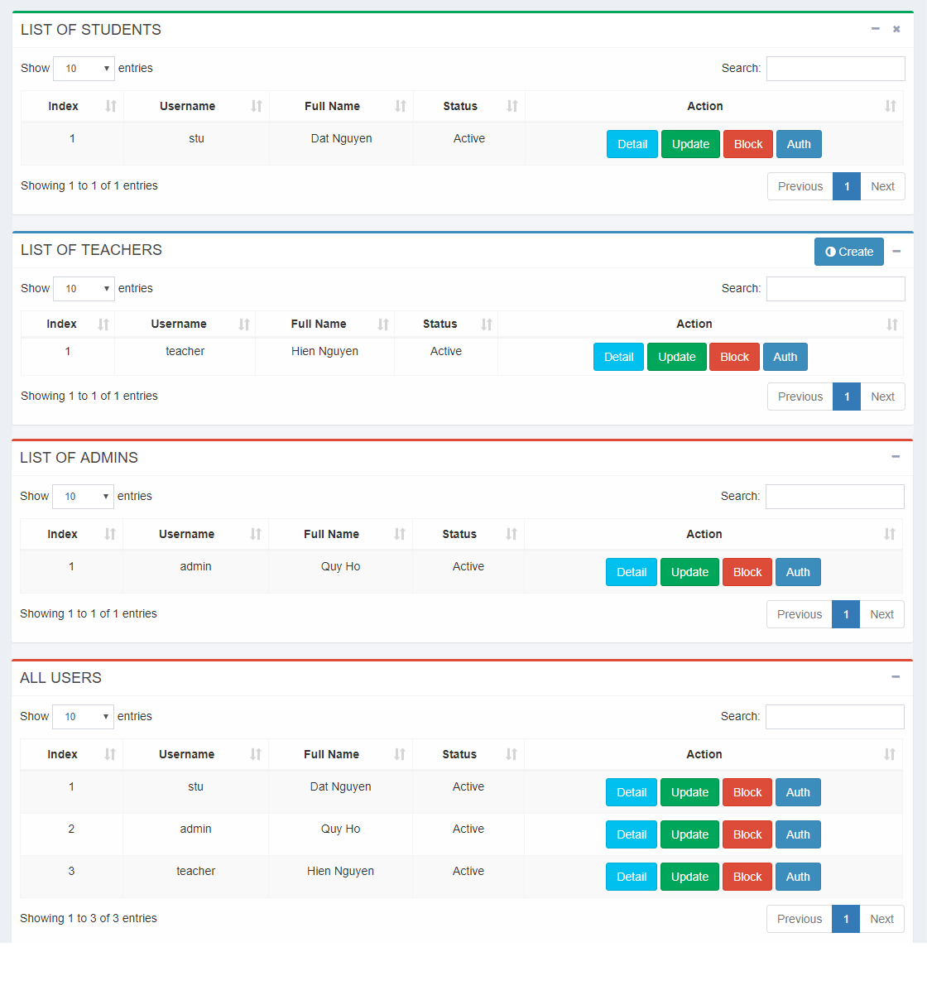 LIST OF STUDENTS
Show 10 entries Search:
Index Username Full Name Status Action
1 stu Dat Nguyen Active Detail Update Block Auth
Showing 1 to 1 of 1 entries Previous 1 Next
LIST OF TEACHERS Create
Show 10 entries Search:
Index Username Full Name Status Action
1 teacher Hien Nguyen Active Detail Update Block Auth
Showing 1 to 1 of 1 entries Previous 1 Next
LIST OF ADMINS
Show 10 entries Search:
Index Username Full Name Status Action
1 admin Quy Ho Active Detail Update Block Auth
Showing 1 to 1 of 1 entries Previous 1 Next
ALL USERS
Show 10 entries Search:
Index Username Full Name Status Action
1 stu Dat Nguyen Active Detail Update Block Auth
2 admin Quy Ho Active Detail Update Block Auth
3 teacher Hien Nguyen Active Detail Update Block Auth
Showing 1 to 3 of 3 entries Previous 1 Next